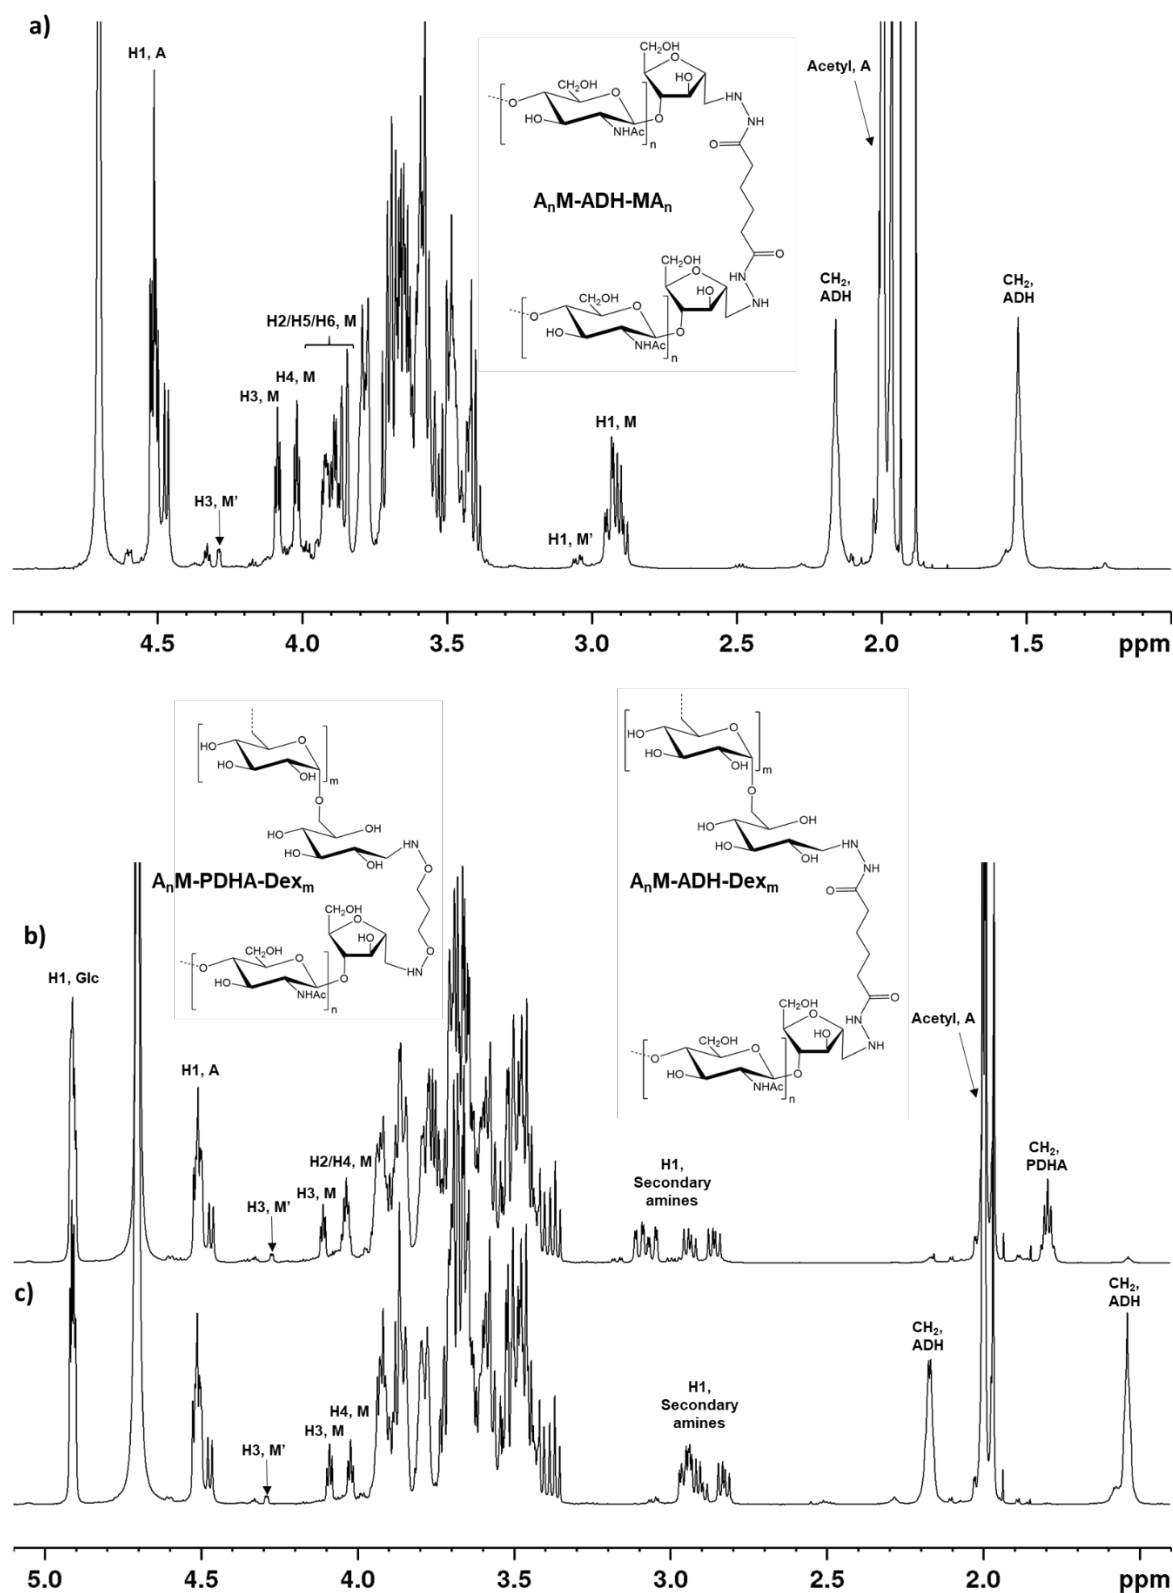 a)
H1, A
CH₂OH
O
HO
CH₂OH
O
O
HO
NHAc
n
O
HN
NH
NH
O
AₙM-ADH-MAₙ
O
CH₂OH
O
HO
NH
NH
HN
CH₂OH
O
O
HO
NHAc
n
O
Acetyl, A
CH₂,
ADH
CH₂,
ADH
H2/H5/H6, M
H4, M
H3, M
H3, M'
H1, M
H1, M'
4.5 4.0 3.5 3.0 2.5 2.0 1.5 ppm
HO
HO
O
OH
m
O
HO
HO
OH
OH
HN
O
AₙM-PDHA-Dexₘ
CH₂OH
O
HO
O
HN
CH₂OH
O
O
HO
NHAc
n
O
HO
HO
O
OH
m
O
HO
HO
OH
OH
HN
NH
NH
O
AₙM-ADH-Dexₘ
O
CH₂OH
O
HO
HN
NH
NH
CH₂OH
O
O
HO
NHAc
n
O
b)
H1, Glc
H1, A
H2/H4, M
H3, M
H3, M'
H1,
Secondary
amines
Acetyl, A
CH₂,
PDHA
c)
H3, M'
H3, M
H4, M
H1,
Secondary
amines
CH₂,
ADH
CH₂,
ADH
5.0 4.5 4.0 3.5 3.0 2.5 2.0 ppm